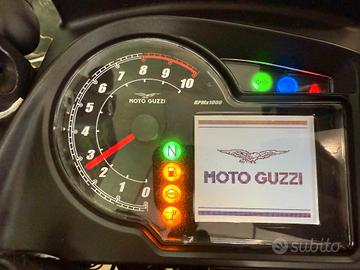 0 1 2 3 4 5 6 7 8 9 10
MOTO GUZZI
RPMx1000
N
MOTO GUZZI
subito